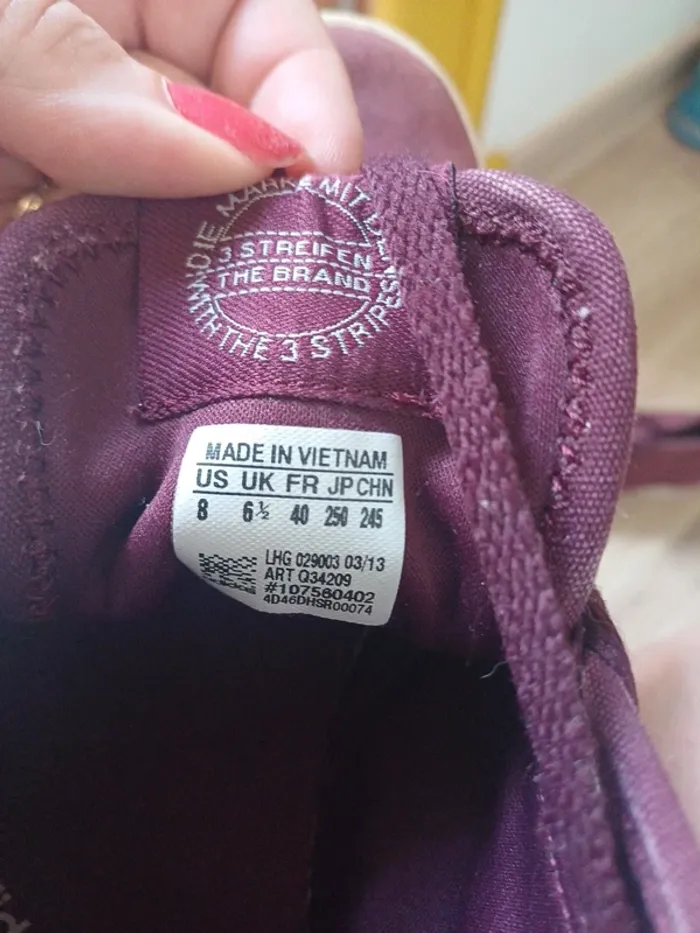 DIE MARKE MIT DEN
3 STREIFEN
THE BRAND
WITH THE 3 STRIPES
MADE IN VIETNAM
US UK FR JP CHN
8 6½ 40 250 245
LHG 029003 03/13
ART Q34209
#107560402
4D46DHSR00074